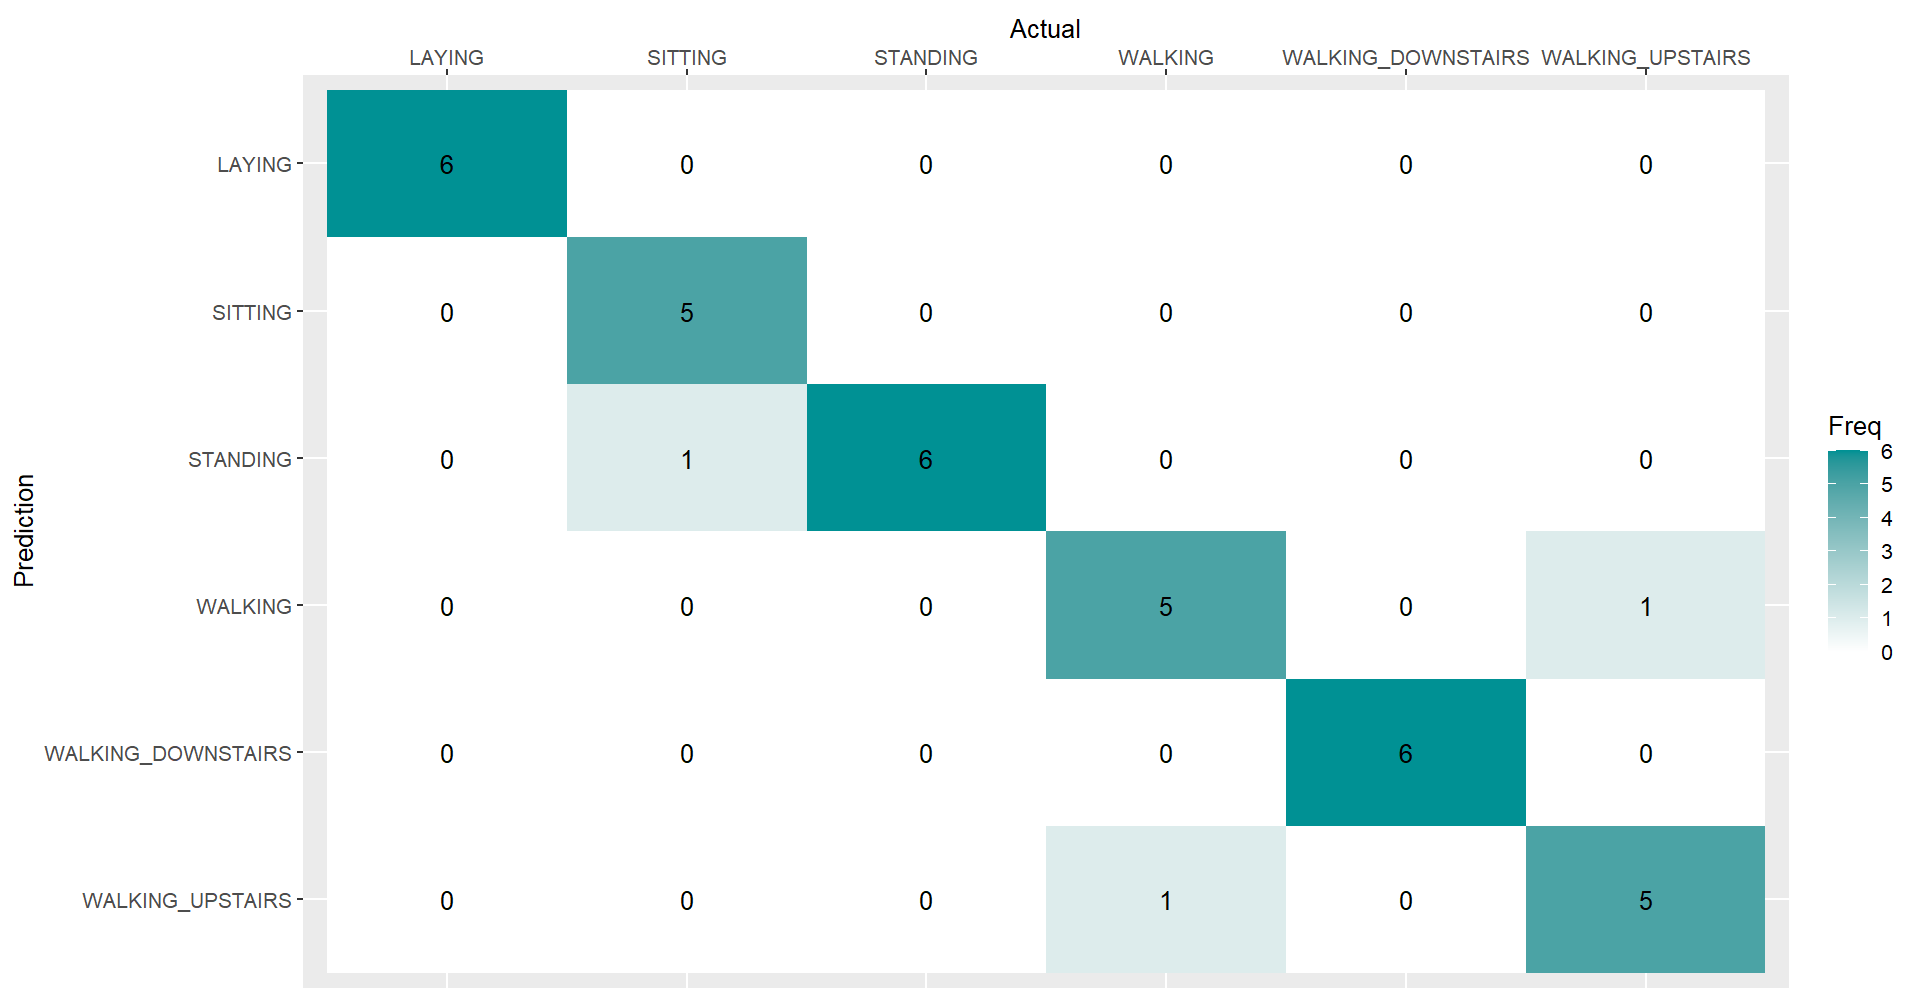 Actual
LAYING SITTING STANDING WALKING WALKING_DOWNSTAIRS WALKING_UPSTAIRS
LAYING 6 0 0 0 0 0
SITTING 0 5 0 0 0 0
STANDING 0 1 6 0 0 0
WALKING 0 0 0 5 0 1
WALKING_DOWNSTAIRS 0 0 0 0 6 0
WALKING_UPSTAIRS 0 0 0 1 0 5
Prediction
Freq
6
5
4
3
2
1
0